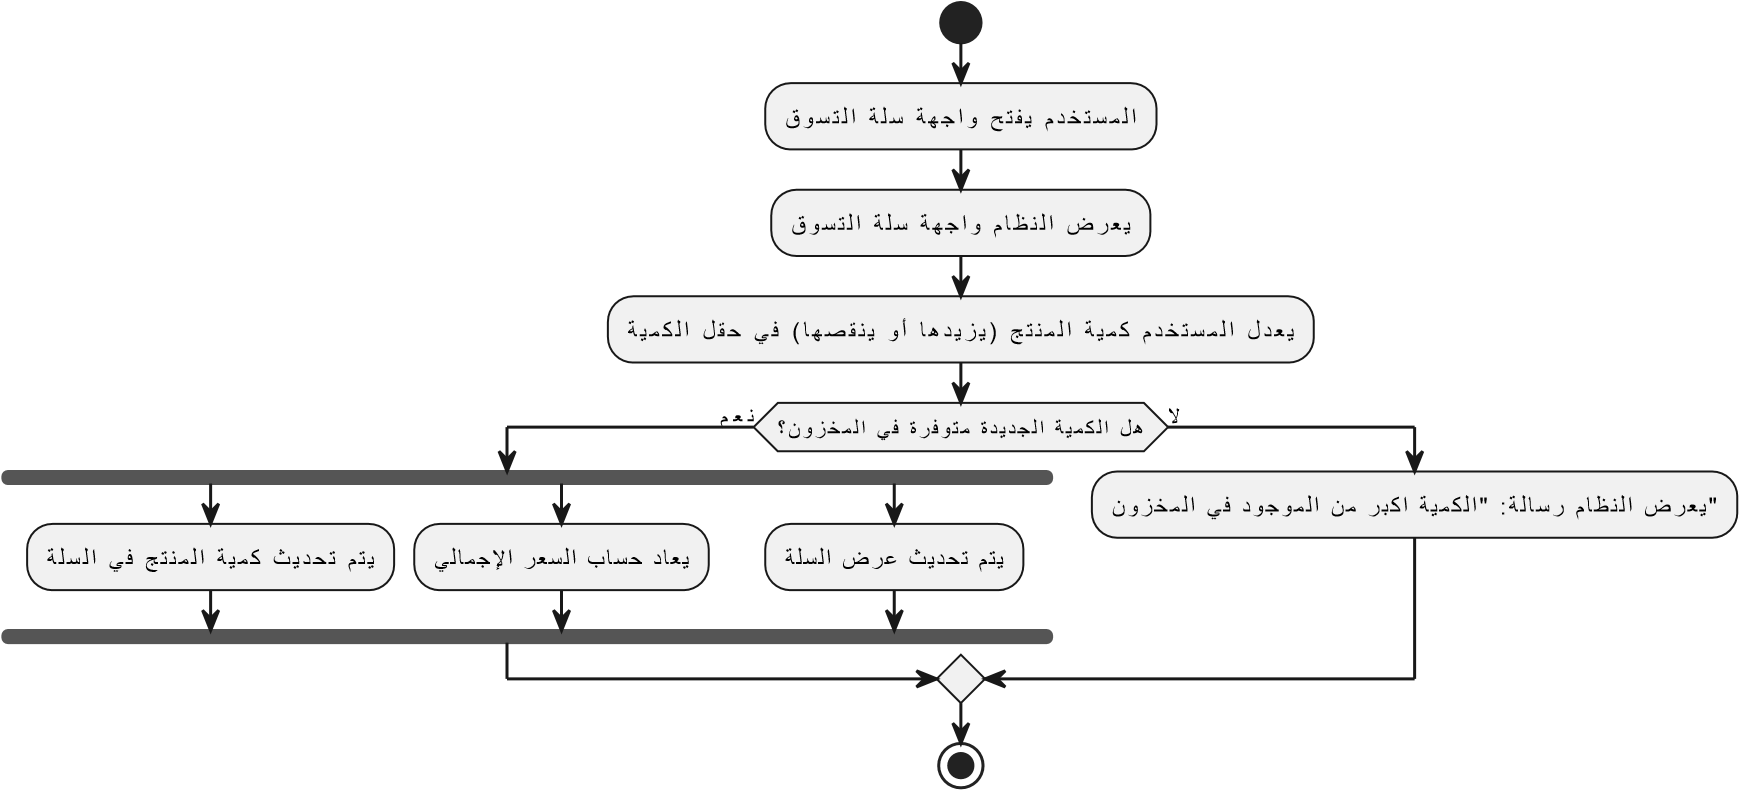 المستخدم يفتح واجهة سلة التسوق
يعرض النظام واجهة سلة التسوق
يعدل المستخدم كمية المنتج (يزيدها أو ينقصها) في حقل الكمية
هل الكمية الجديدة متوفرة في المخزون؟
نعم
لا
يتم تحديث كمية المنتج في السلة
يعاد حساب السعر الإجمالي
يتم تحديث عرض السلة
يعرض النظام رسالة: "الكمية اكبر من الموجود في المخزون"